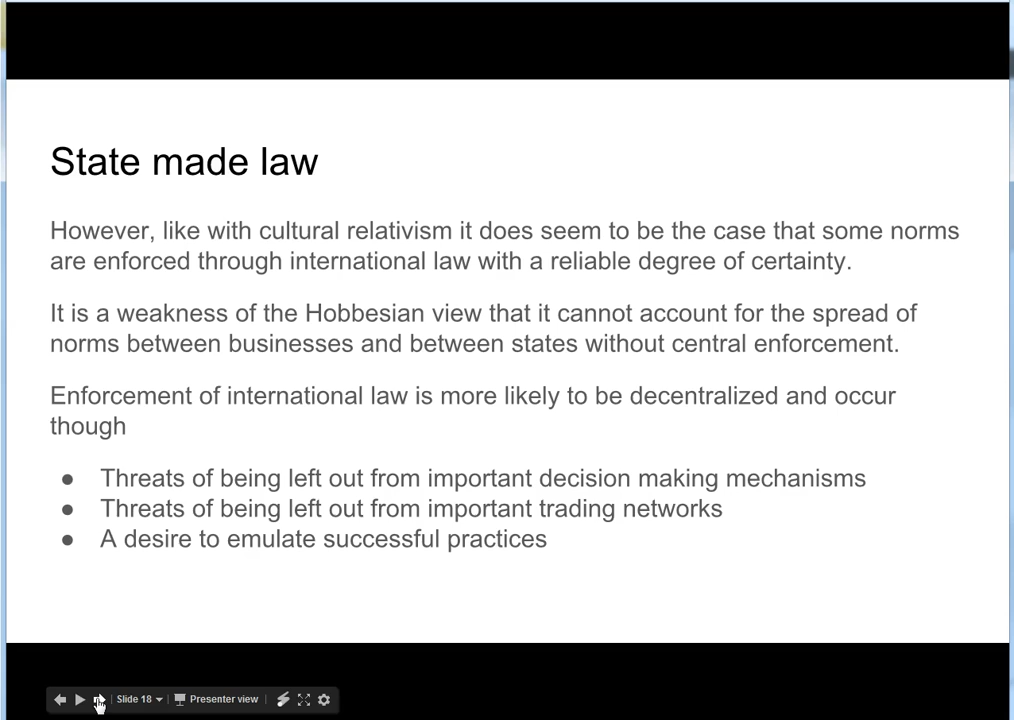 State made law
However, like with cultural relativism it does seem to be the case that some norms
are enforced through international law with a reliable degree of certainty.
It is a weakness of the Hobbesian view that it cannot account for the spread of
norms between businesses and between states without central enforcement.
Enforcement of international law is more likely to be decentralized and occur
though
● Threats of being left out from important decision making mechanisms
● Threats of being left out from important trading networks
● A desire to emulate successful practices
Slide 18 Presenter view